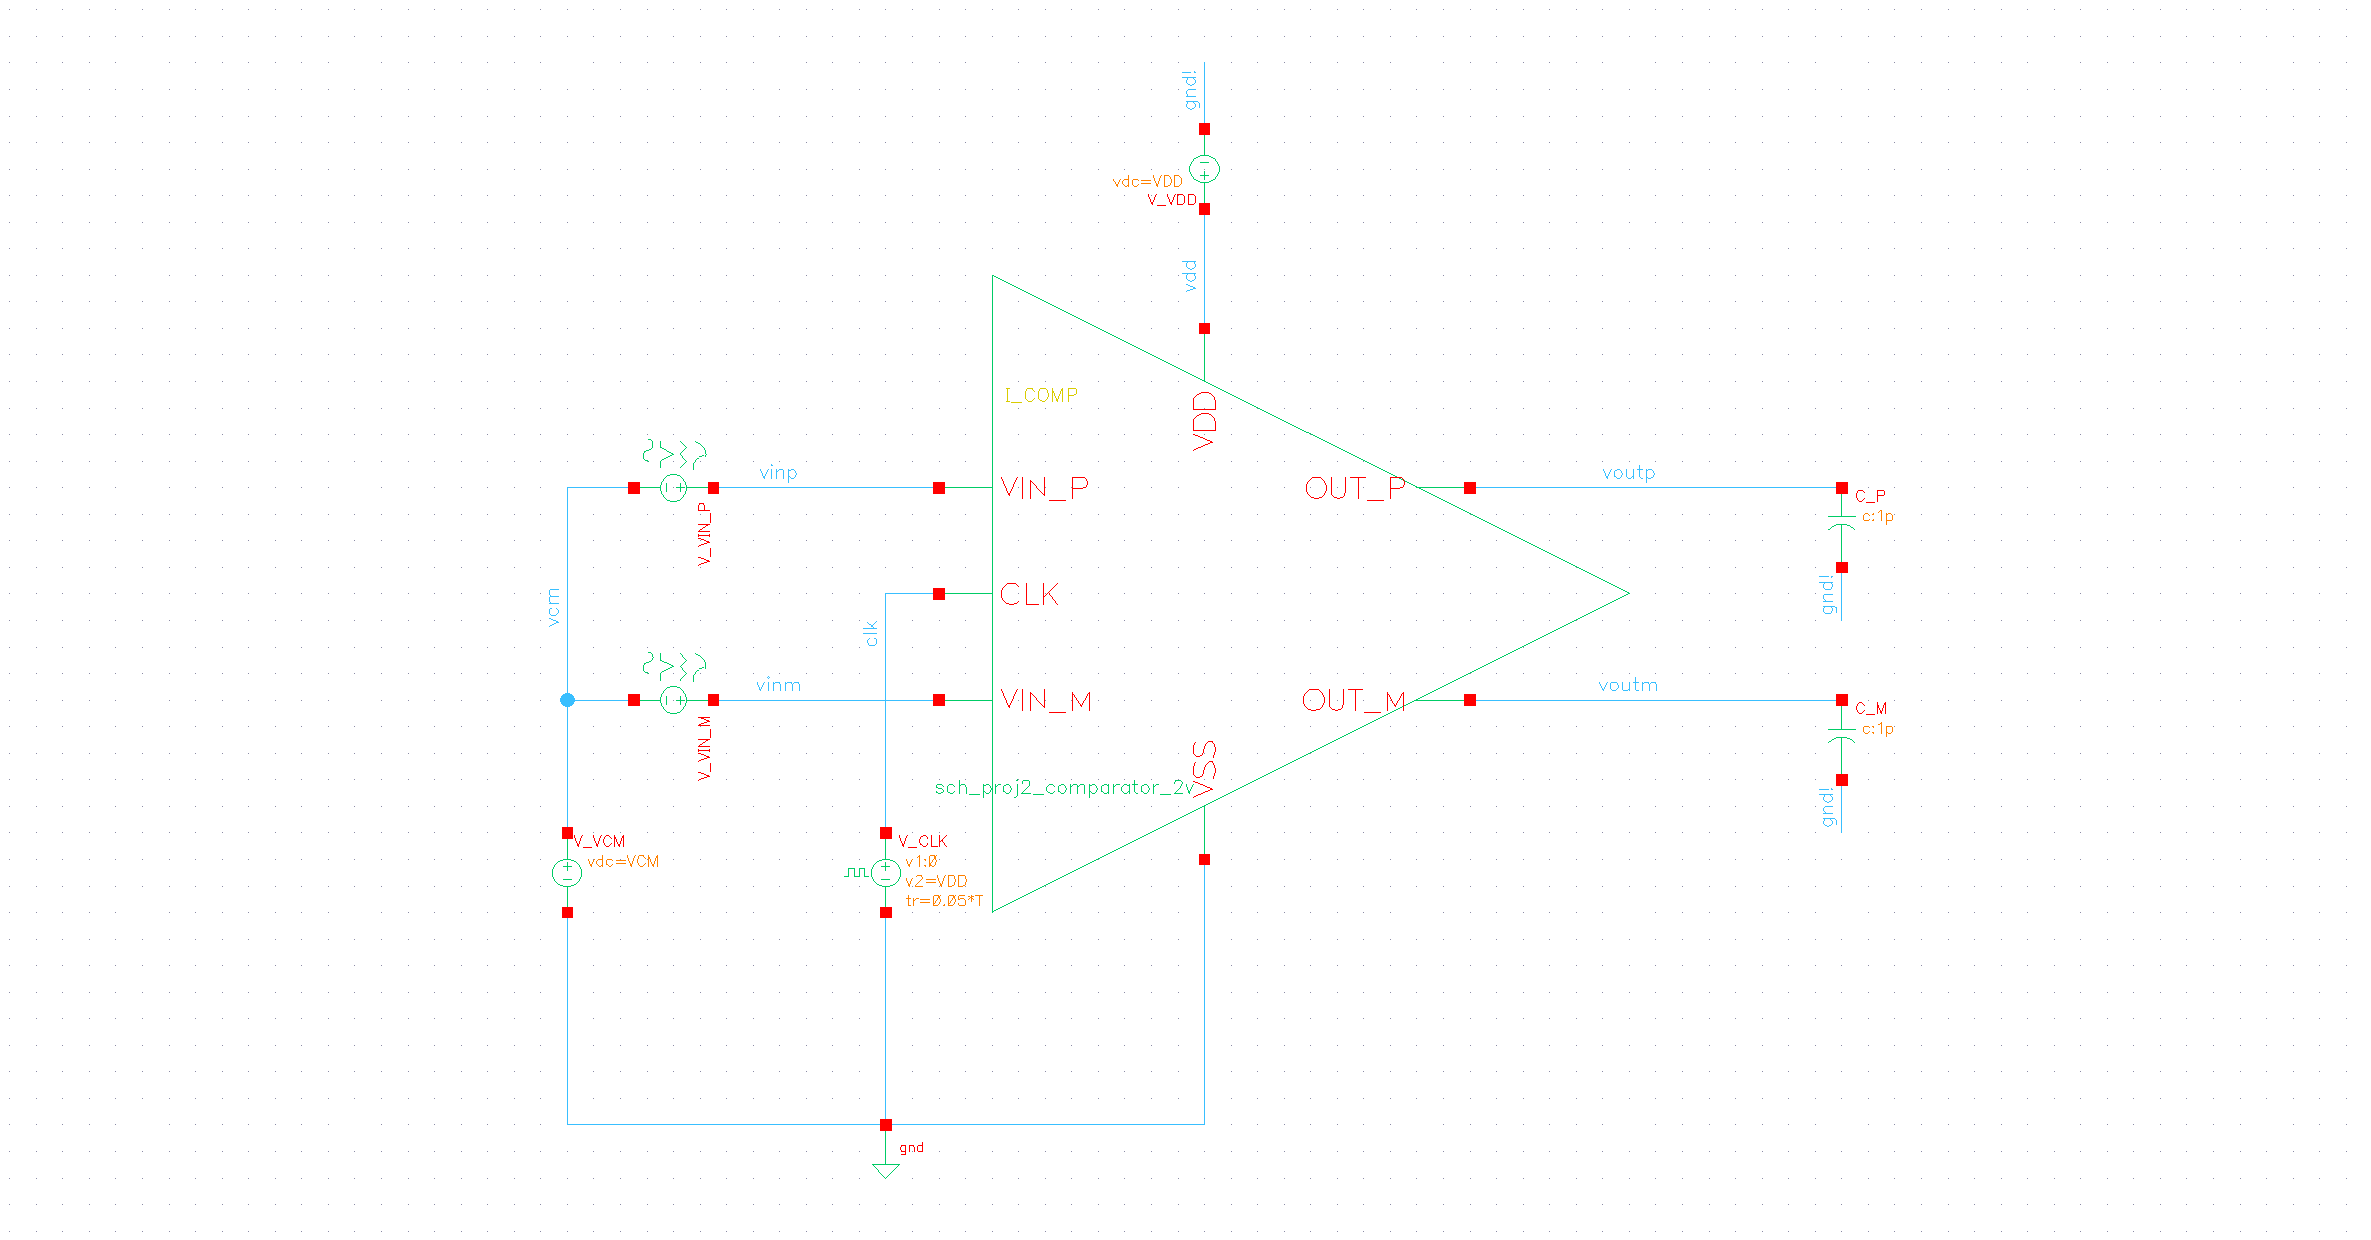 gnd!
vdc=VDD
V_VDD
vdd
I_COMP
VDD
vinp
VIN_P
OUT_P
voutp
C_P
c:1p
V_VIN_P
gnd!
vcm
CLK
clk
vinm
VIN_M
OUT_M
voutm
C_M
c:1p
V_VIN_M
VSS
sch_proj2_comparator_2v
gnd!
V_VCM
vdc=VCM
V_CLK
v1:0
v2=VDD
tr=0.05*T
gnd